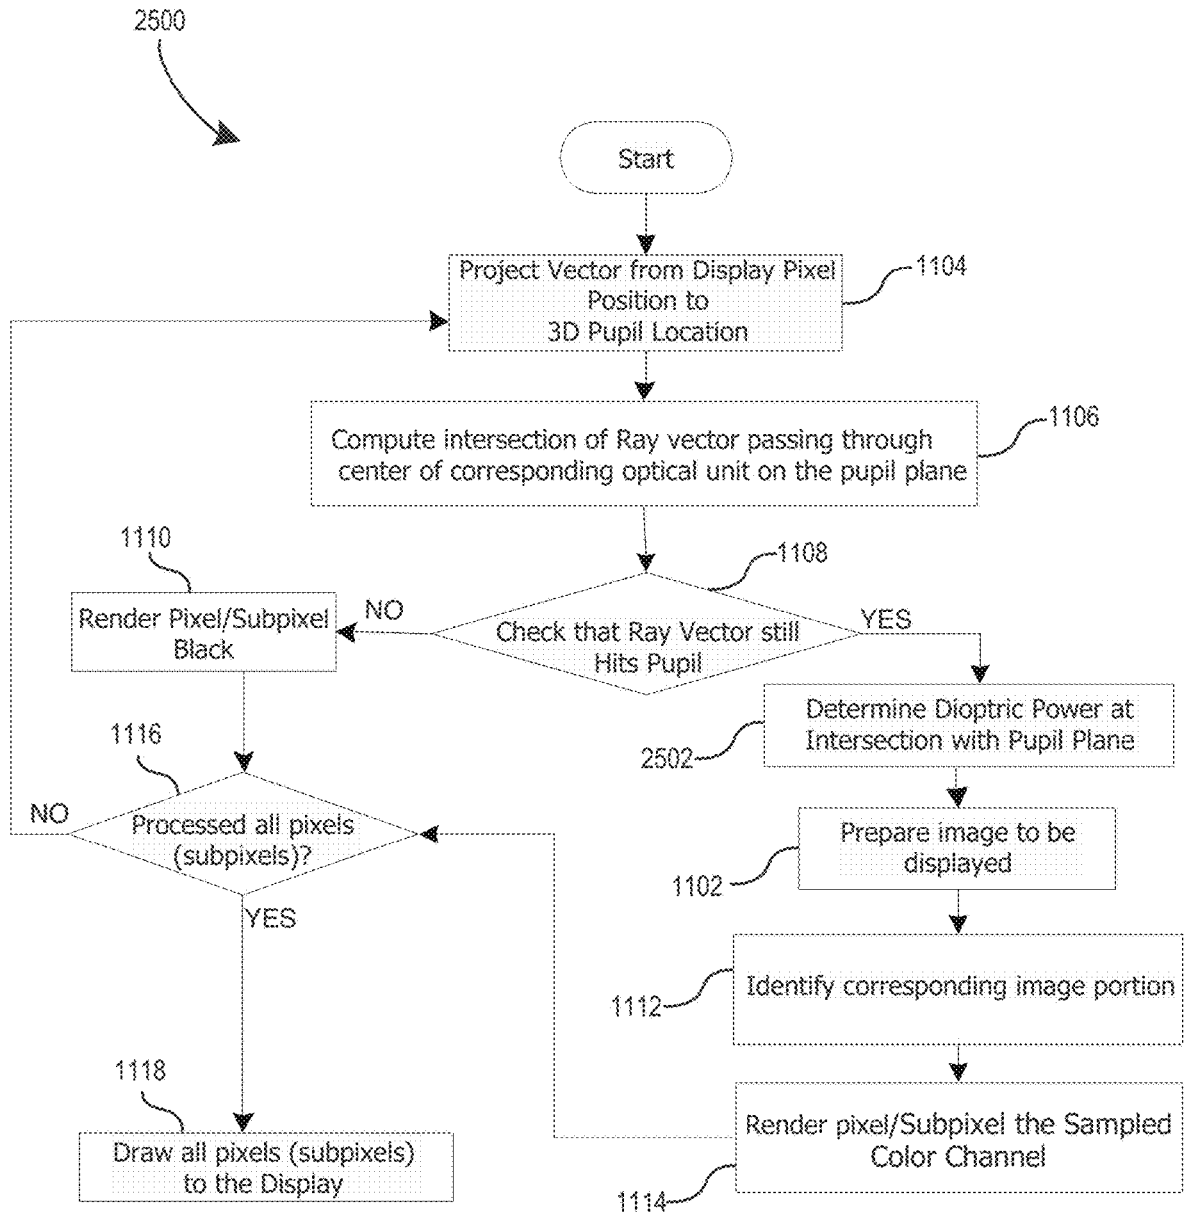 2500
Start
Project Vector from Display Pixel
Position to
3D Pupil Location
1104
Compute intersection of Ray vector passing through
center of corresponding optical unit on the pupil plane
1106
1108
Check that Ray Vector still
Hits Pupil
NO
YES
1110
Render Pixel/Subpixel
Black
Determine Dioptric Power at
Intersection with Pupil Plane
2502
1116
NO
Processed all pixels
(subpixels)?
YES
Prepare image to be
displayed
1102
Identify corresponding image portion
1112
Render pixel/Subpixel the Sampled
Color Channel
1114
1118
Draw all pixels (subpixels)
to the Display